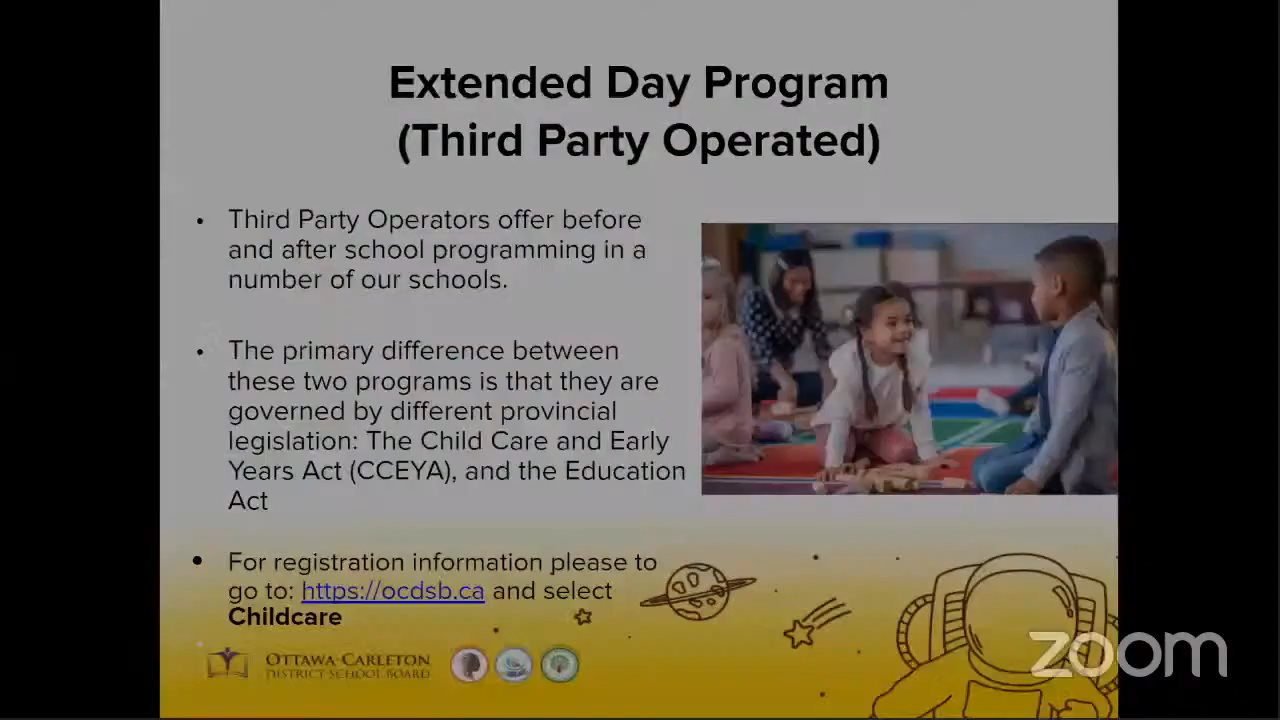 Extended Day Program
(Third Party Operated)
• Third Party Operators offer before
and after school programming in a
number of our schools.
• The primary difference between
these two programs is that they are
governed by different provincial
legislation: The Child Care and Early
Years Act (CCEYA), and the Education
Act
• For registration information please to
go to: https://ocdsb.ca and select
Childcare
OTTAWA-CARLETON
DISTRICT SCHOOL BOARD
zoom